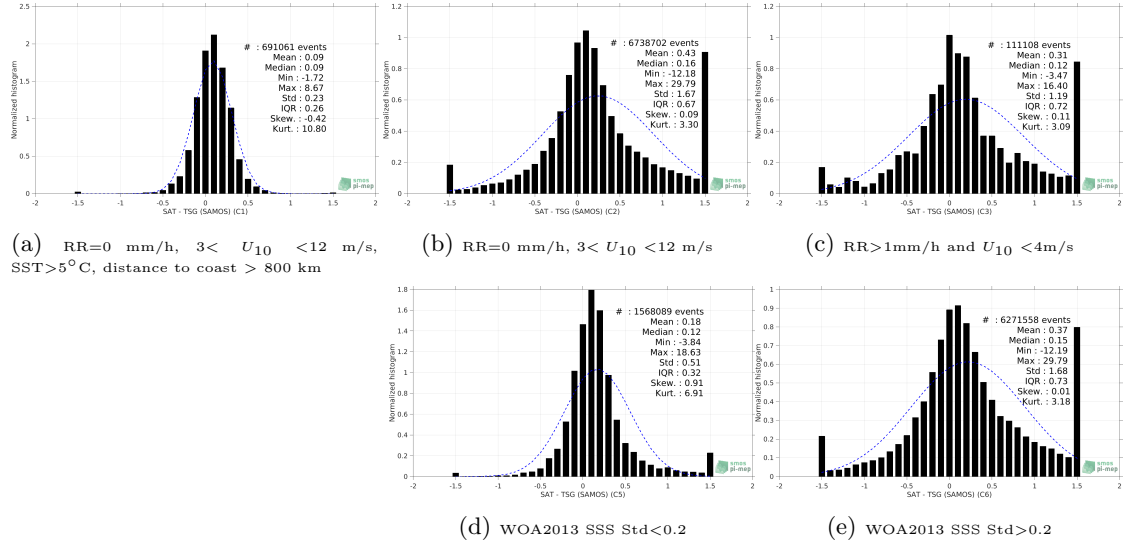 2.5
2
1.5
1
0.5
0
-2
-1.5
-1
-0.5
0
0.5
1
1.5
2
Normalized histogram
SAT - TSG (SAMOS) (C1)
# : 691061 events
Mean : 0.09
Median : 0.09
Min : -1.72
Max : 8.67
Std : 0.23
IQR : 0.26
Skew. : -0.42
Kurt. : 10.80
smos
pi-mep
(a) RR=0 mm/h, 3< U10 <12 m/s,
SST>5°C, distance to coast > 800 km
1.2
1
0.8
0.6
0.4
0.2
0
-2
-1.5
-1
-0.5
0
0.5
1
1.5
2
Normalized histogram
SAT - TSG (SAMOS) (C2)
# : 6738702 events
Mean : 0.43
Median : 0.16
Min : -12.18
Max : 29.79
Std : 1.67
IQR : 0.67
Skew. : 0.09
Kurt. : 3.30
smos
pi-mep
(b) RR=0 mm/h, 3< U10 <12 m/s
1.2
1
0.8
0.6
0.4
0.2
0
-2
-1.5
-1
-0.5
0
0.5
1
1.5
2
Normalized histogram
SAT - TSG (SAMOS) (C3)
# : 111108 events
Mean : 0.31
Median : 0.12
Min : -3.47
Max : 16.40
Std : 1.19
IQR : 0.72
Skew. : 0.11
Kurt. : 3.09
smos
pi-mep
(c) RR>1mm/h and U10 <4m/s
1.8
1.6
1.4
1.2
1
0.8
0.6
0.4
0.2
0
-2
-1.5
-1
-0.5
0
0.5
1
1.5
2
Normalized histogram
SAT - TSG (SAMOS) (C5)
# : 1568089 events
Mean : 0.18
Median : 0.12
Min : -3.84
Max : 18.63
Std : 0.51
IQR : 0.32
Skew. : 0.91
Kurt. : 6.91
smos
pi-mep
(d) WOA2013 SSS Std<0.2
1
0.9
0.8
0.7
0.6
0.5
0.4
0.3
0.2
0.1
0
-2
-1.5
-1
-0.5
0
0.5
1
1.5
2
Normalized histogram
SAT - TSG (SAMOS) (C6)
# : 6271558 events
Mean : 0.37
Median : 0.15
Min : -12.19
Max : 29.79
Std : 1.68
IQR : 0.73
Skew. : 0.01
Kurt. : 3.18
smos
pi-mep
(e) WOA2013 SSS Std>0.2